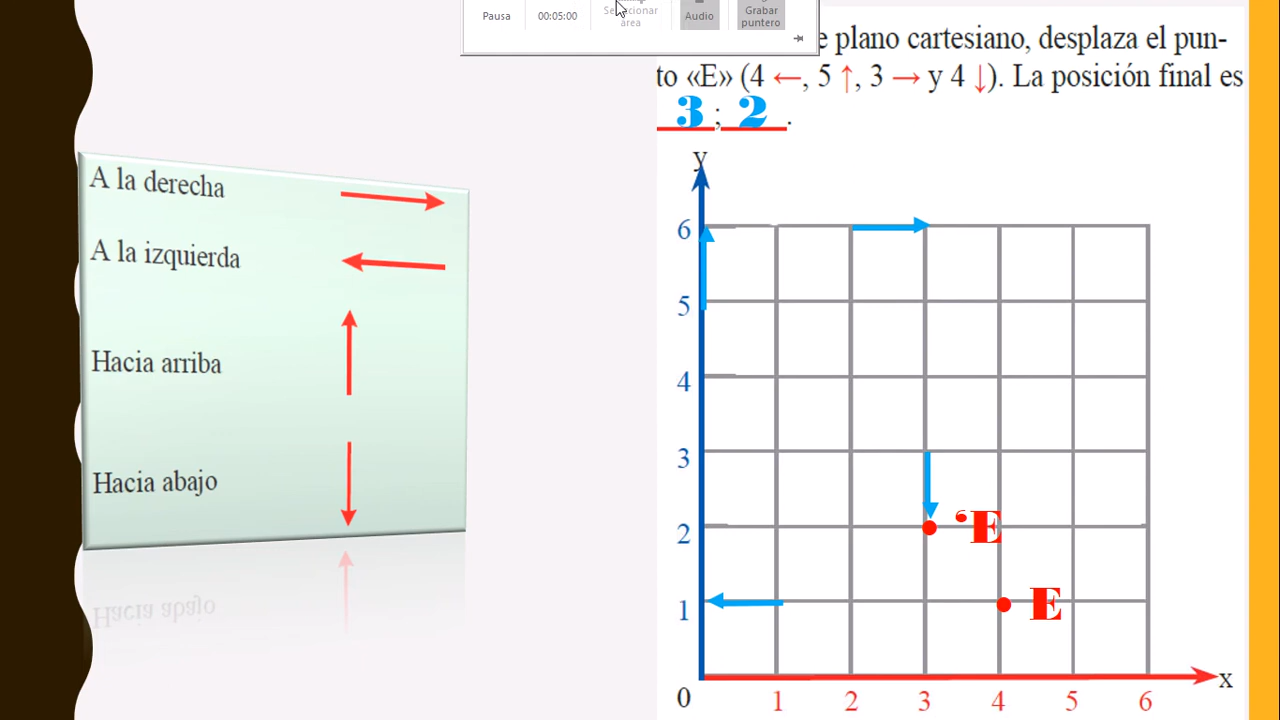 Pausa
00:05:00
Seleccionar
área
Audio
Grabar
puntero
e plano cartesiano, desplaza el pun-
to «E» (4 ←, 5 ↑, 3 → y 4 ↓). La posición final es
3 ; 2 .
A la derecha
A la izquierda
Hacia arriba
Hacia abajo
y
6
5
4
3
2
1
0
‘E
E
1 2 3 4 5 6
x